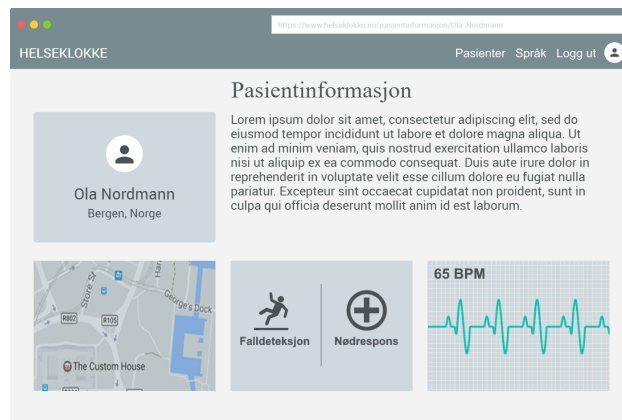 https://www.helseklokke.no/pasientinformasjon/Ola_Nordmann
HELSEKLOKKE
Pasienter Språk Logg ut
Pasientinformasjon
Lorem ipsum dolor sit amet, consectetur adipiscing elit, sed do
eiusmod tempor incididunt ut labore et dolore magna aliqua. Ut
enim ad minim veniam, quis nostrud exercitation ullamco laboris
nisi ut aliquip ex ea commodo consequat. Duis aute irure dolor in
reprehenderit in voluptate velit esse cillum dolore eu fugiat nulla
pariatur. Excepteur sint occaecat cupidatat non proident, sunt in
culpa qui officia deserunt mollit anim id est laborum.
Ola Nordmann
Bergen, Norge
Store St
George's Dock
R802
R105
The Custom House
Falldeteksjon
Nødrespons
65 BPM